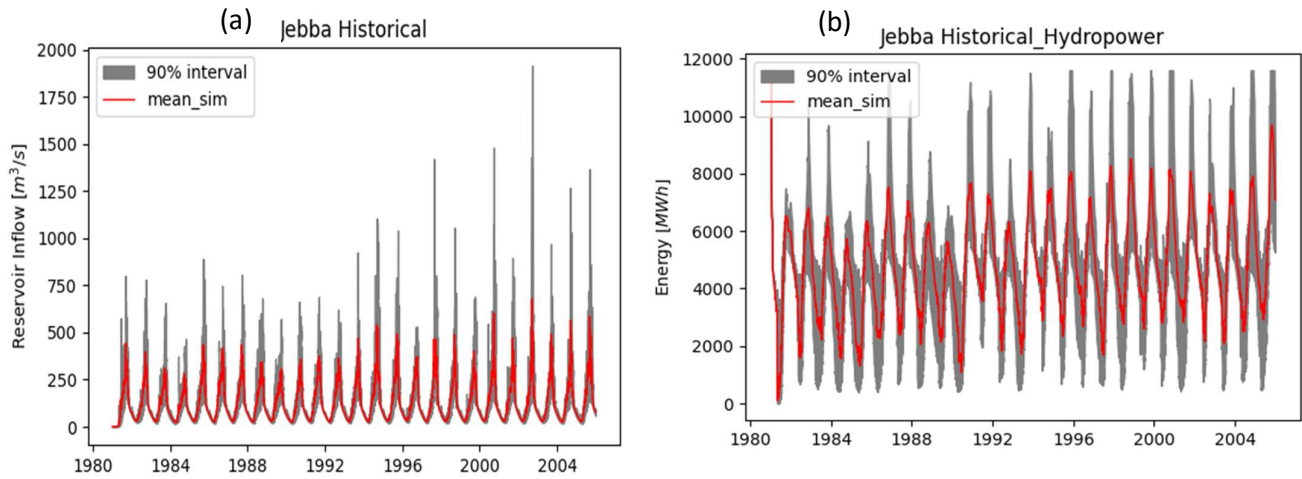 (a)
Jebba Historical
90% interval
mean_sim
Reservoir Inflow [m³/s]
2000
1750
1500
1250
1000
750
500
250
0
1980 1984 1988 1992 1996 2000 2004
(b)
Jebba Historical_Hydropower
90% interval
mean_sim
Energy [MWh]
12000
10000
8000
6000
4000
2000
0
1980 1984 1988 1992 1996 2000 2004